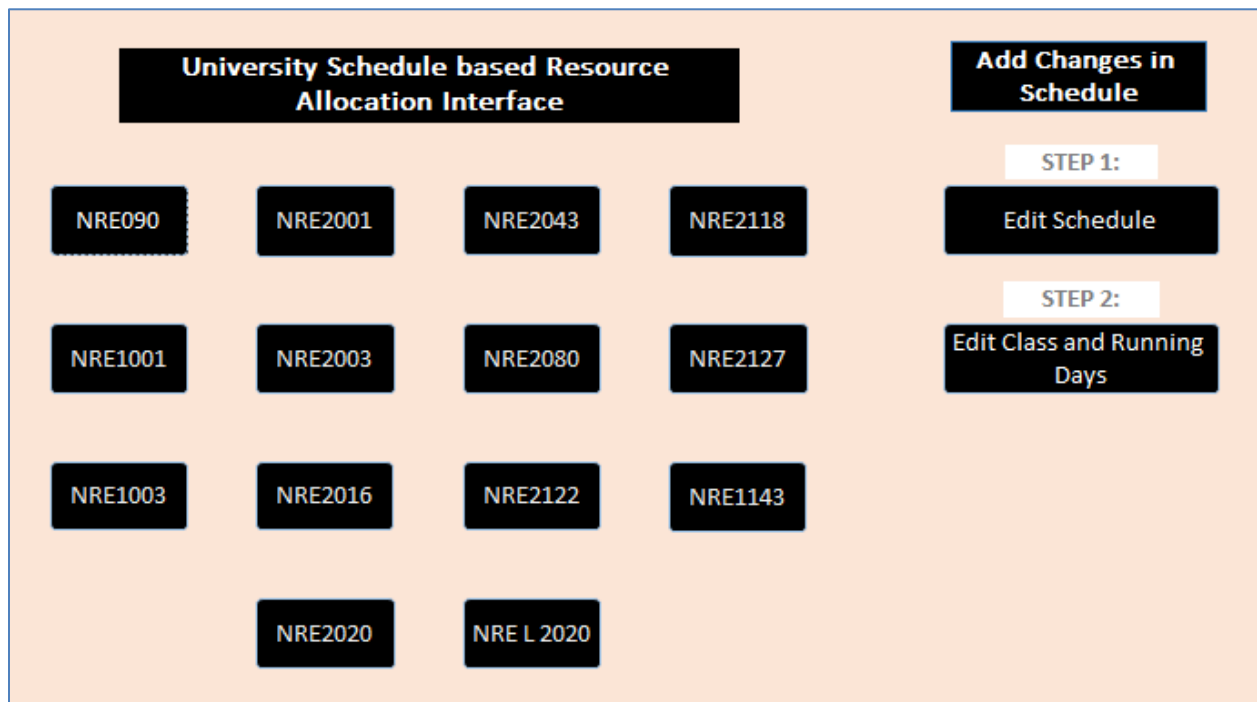 University Schedule based Resource
Allocation Interface
Add Changes in
Schedule
STEP 1:
NRE090
NRE2001
NRE2043
NRE2118
Edit Schedule
STEP 2:
NRE1001
NRE2003
NRE2080
NRE2127
Edit Class and Running
Days
NRE1003
NRE2016
NRE2122
NRE1143
NRE2020
NRE L 2020